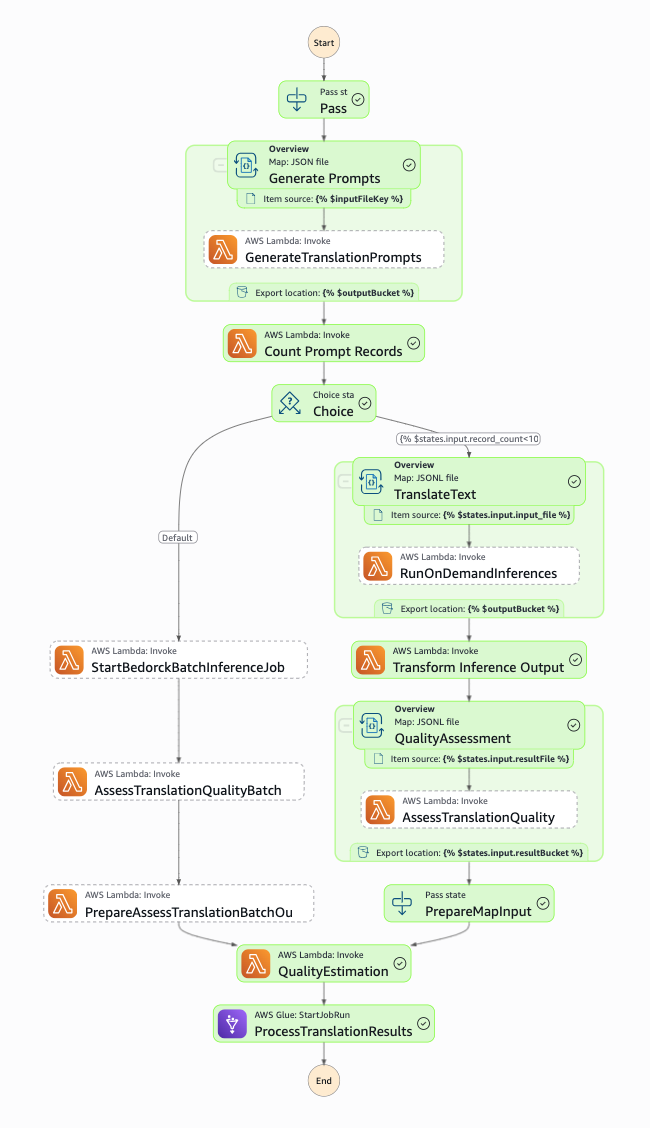 Start
Pass st
Pass
Overview
Map: JSON file
Generate Prompts
Item source: {% $inputFileKey %}
AWS Lambda: Invoke
GenerateTranslationPrompts
Export location: {% $outputBucket %}
AWS Lambda: Invoke
Count Prompt Records
Choice sta
Choice
{% $states.input.record_count<10
Overview
Map: JSONL file
TranslateText
Item source: {% $states.input.input_file %}
Default
AWS Lambda: Invoke
RunOnDemandInferences
Export location: {% $outputBucket %}
AWS Lambda: Invoke
StartBedorckBatchInferenceJob
AWS Lambda: Invoke
Transform Inference Output
Overview
Map: JSONL file
QualityAssessment
Item source: {% $states.input.resultFile %}
AWS Lambda: Invoke
AssessTranslationQualityBatch
AWS Lambda: Invoke
AssessTranslationQuality
Export location: {% $states.input.resultBucket %}
AWS Lambda: Invoke
PrepareAssessTranslationBatchOu
Pass state
PrepareMapInput
AWS Lambda: Invoke
QualityEstimation
AWS Glue: StartJobRun
ProcessTranslationResults
End